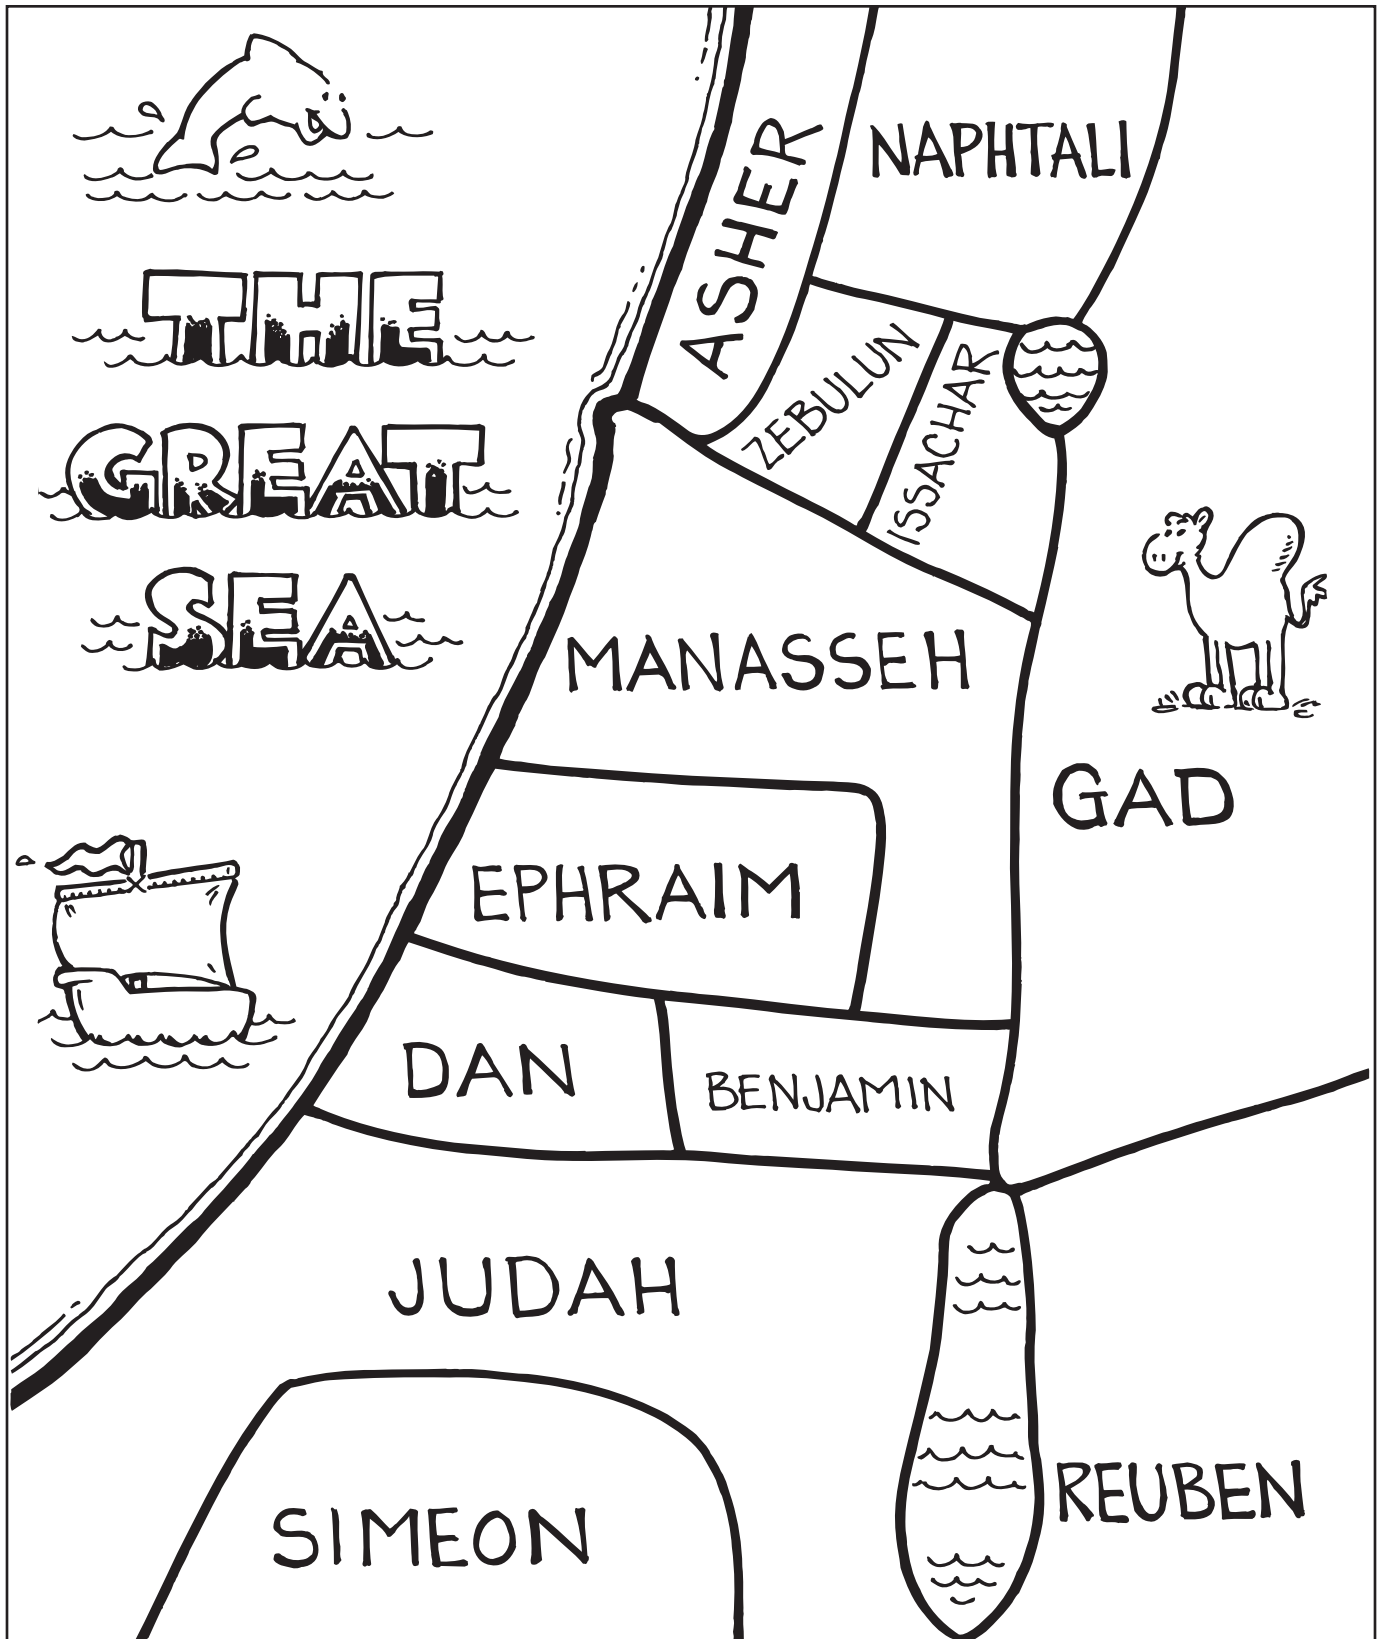 THE
GREAT
SEA
ASHER
NAPHTALI
ZEBULUN
ISSACHAR
MANASSEH
GAD
EPHRAIM
DAN
BENJAMIN
JUDAH
SIMEON
REUBEN